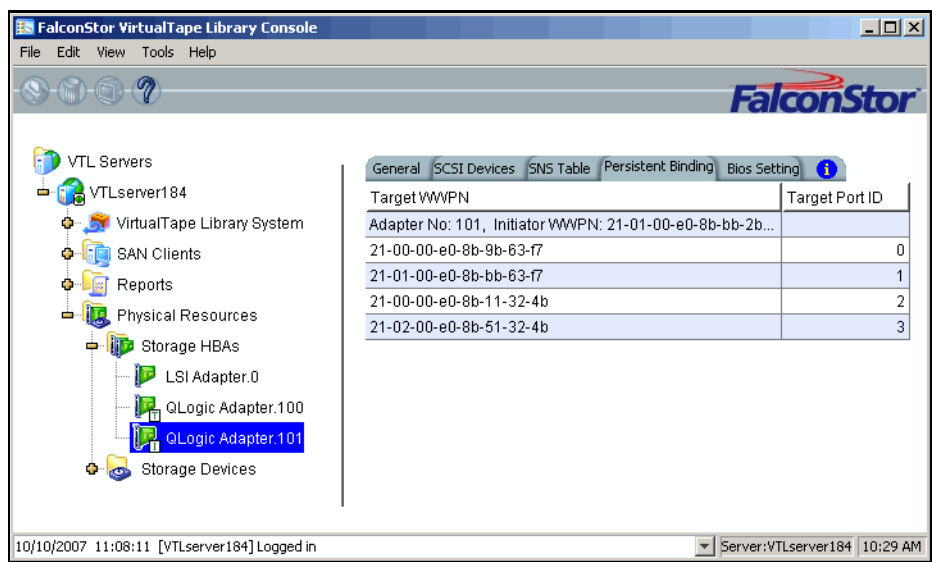 FalconStor VirtualTape Library Console
File Edit View Tools Help
FalconStor
VTL Servers
VTLserver184
VirtualTape Library System
SAN Clients
Reports
Physical Resources
Storage HBAs
LSI Adapter.0
QLogic Adapter.100
QLogic Adapter.101
Storage Devices
General SCSI Devices SNS Table Persistent Binding Bios Setting
Target WWPN Target Port ID
Adapter No: 101, Initiator WWPN: 21-01-00-e0-8b-bb-2b...
21-00-00-e0-8b-9b-63-f7 0
21-01-00-e0-8b-bb-63-f7 1
21-00-00-e0-8b-11-32-4b 2
21-02-00-e0-8b-51-32-4b 3
10/10/2007 11:08:11 [VTLserver184] Logged in Server:VTLserver184 10:29 AM